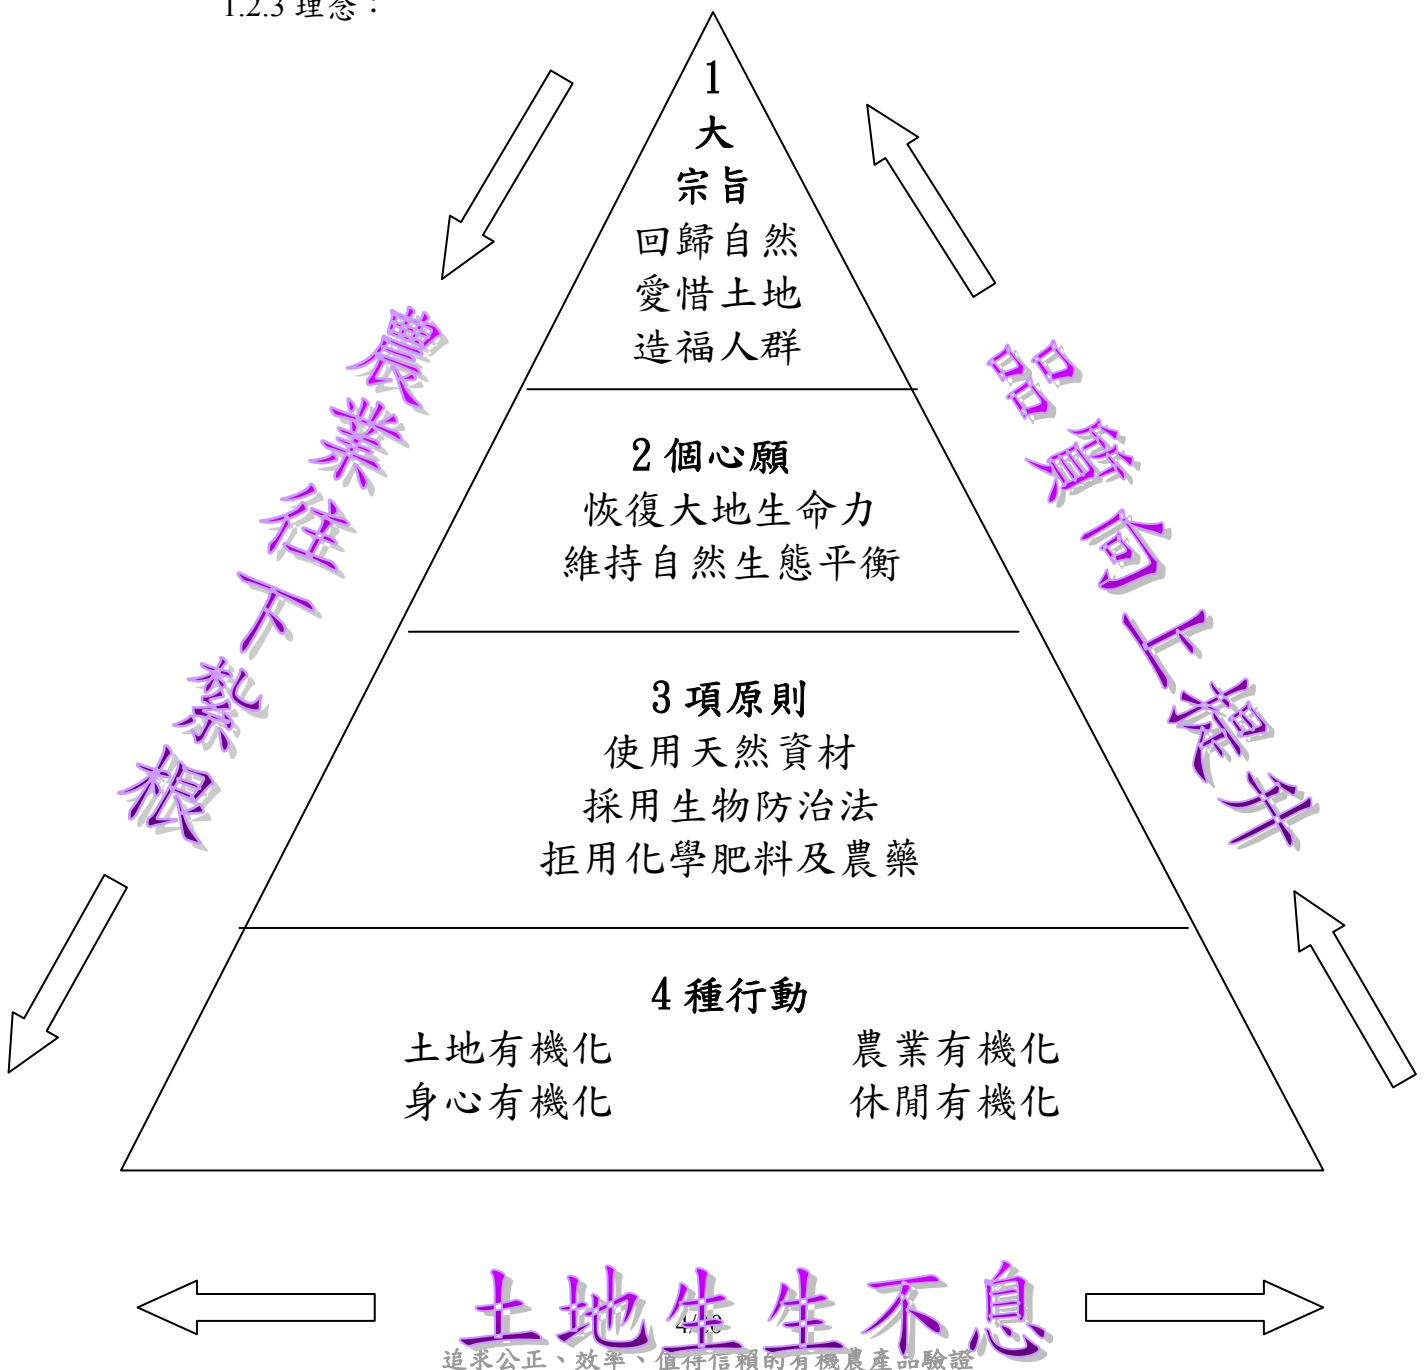 1.2.3 理念：
1
大
宗旨
回歸自然
愛惜土地
造福人群
農業往下紮根
品質向上提升
2 個心願
恢復大地生命力
維持自然生態平衡
3 項原則
使用天然資材
採用生物防治法
拒用化學肥料及農藥
4 種行動
土地有機化 農業有機化
身心有機化 休閒有機化
土地生生不息
追求公正、效率、值得信賴的有機農產品驗證